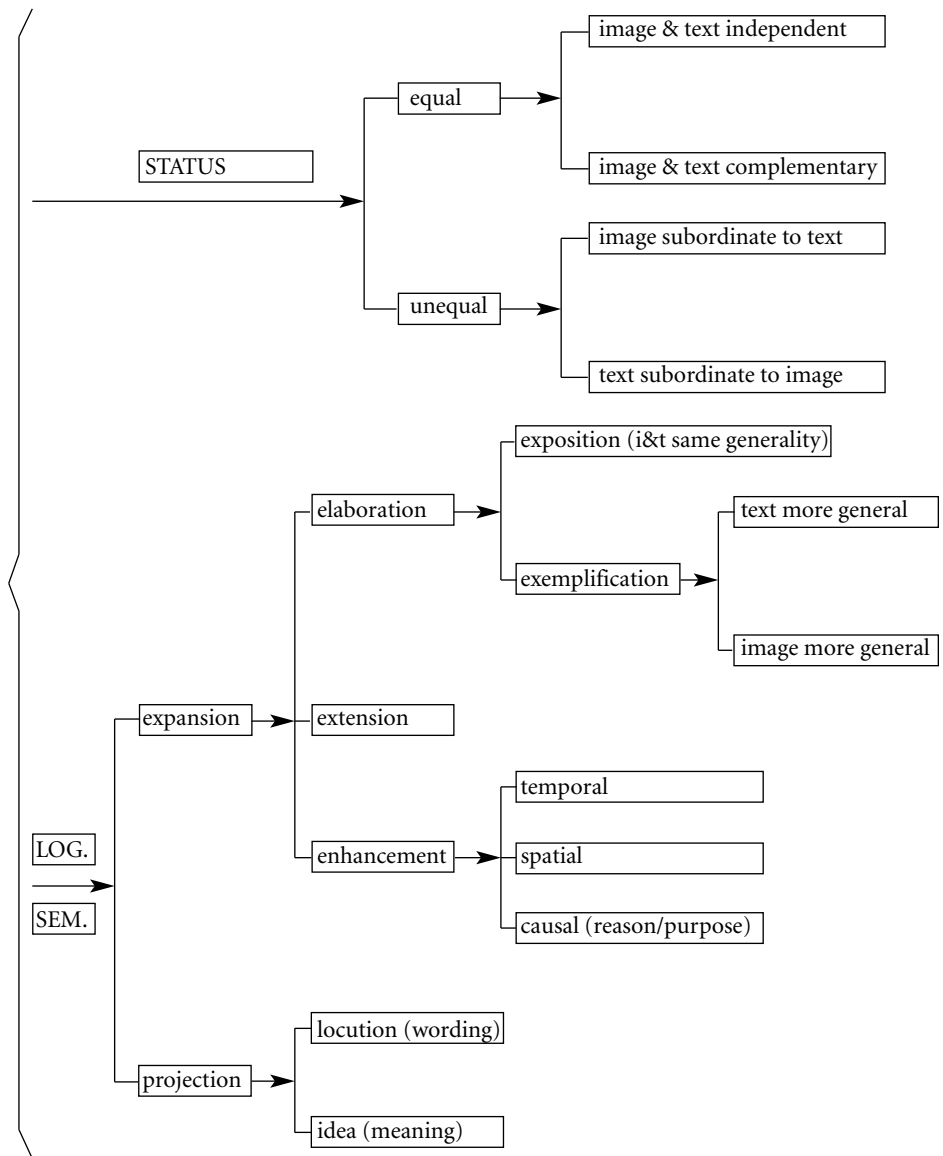 image & text independent
equal
STATUS
image & text complementary
image subordinate to text
unequal
text subordinate to image
exposition (i&t same generality)
elaboration
text more general
exemplification
image more general
expansion
extension
temporal
LOG.
enhancement
spatial
SEM.
causal (reason/purpose)
locution (wording)
projection
idea (meaning)